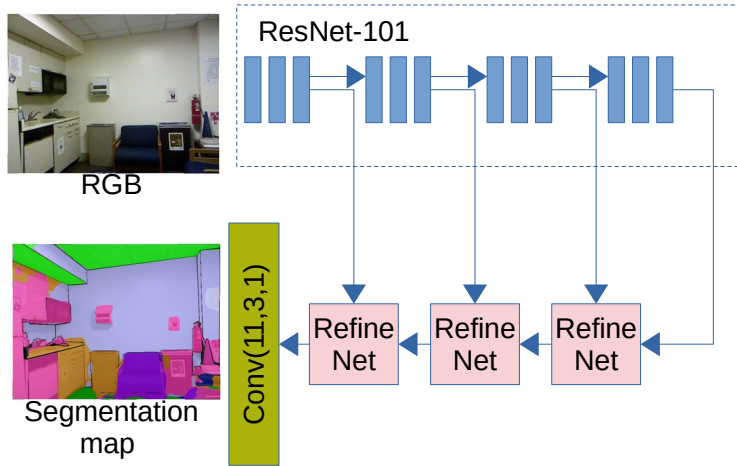 ResNet-101
RGB
Conv(11,3,1)
Refine
Net
Refine
Net
Refine
Net
Segmentation
map